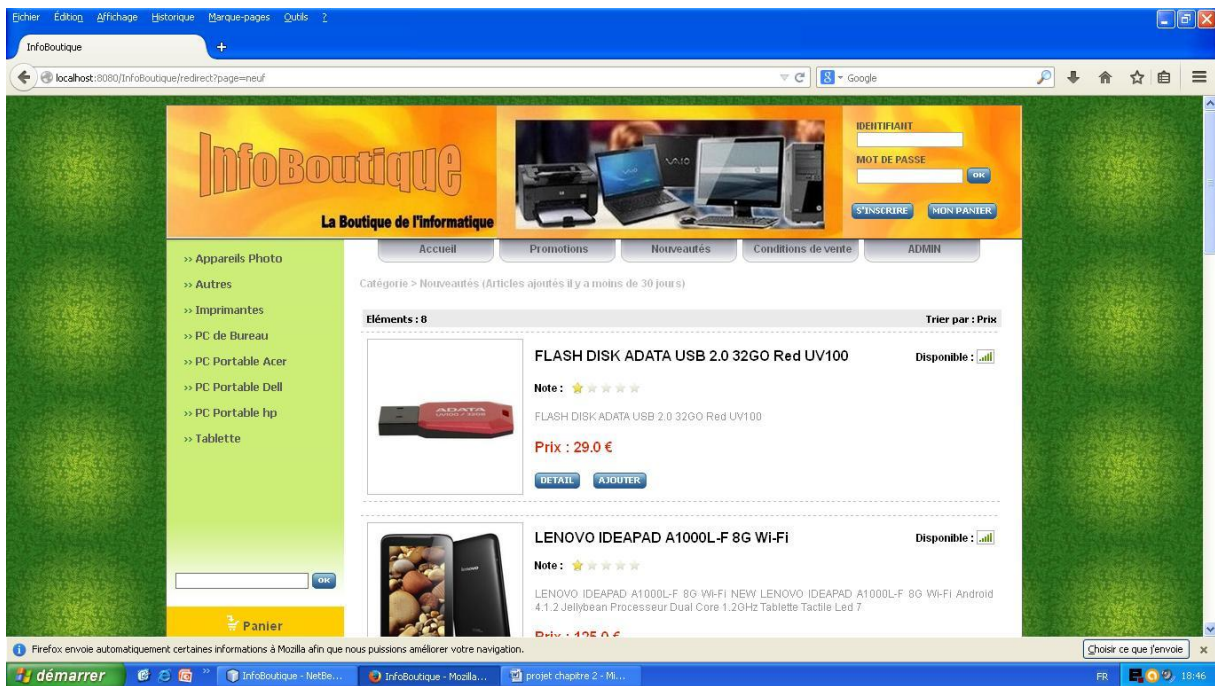 Fichier Édition Affichage Historique Marque-pages Outils ?
InfoBoutique
+
localhost:8080/InfoBoutique/redirect?page=neuf
Google
InfoBoutique
La Boutique de l'informatique
VAIO
IDENTIFIANT
MOT DE PASSE
OK
S'INSCRIRE MON PANIER
Accueil Promotions Nouveautés Conditions de vente ADMIN
>> Appareils Photo
>> Autres
>> Imprimantes
>> PC de Bureau
>> PC Portable Acer
>> PC Portable Dell
>> PC Portable hp
>> Tablette
OK
Panier
Catégorie > Nouveautés (Articles ajoutés il y a moins de 30 jours)
Eléments : 8 Trier par : Prix
ADATA
FLASH DISK ADATA USB 2.0 32GO Red UV100 Disponible :
Note :
FLASH DISK ADATA USB 2.0 32GO Red UV100
Prix : 29.0 €
DETAIL AJOUTER
LENOVO IDEAPAD A1000L-F 8G Wi-Fi Disponible :
Note :
LENOVO IDEAPAD A1000L-F 8G Wi-Fi NEW LENOVO IDEAPAD A1000L-F 8G Wi-Fi Android
4.1.2 Jellybean Processeur Dual Core 1.2GHz Tablette Tactile Led 7
Prix : 125.0 €
Firefox envoie automatiquement certaines informations à Mozilla afin que nous puissions améliorer votre navigation. Choisir ce que j'envoie
démarrer InfoBoutique - NetBe... InfoBoutique - Mozilla... projet chapitre 2 - Mi... FR 18:46